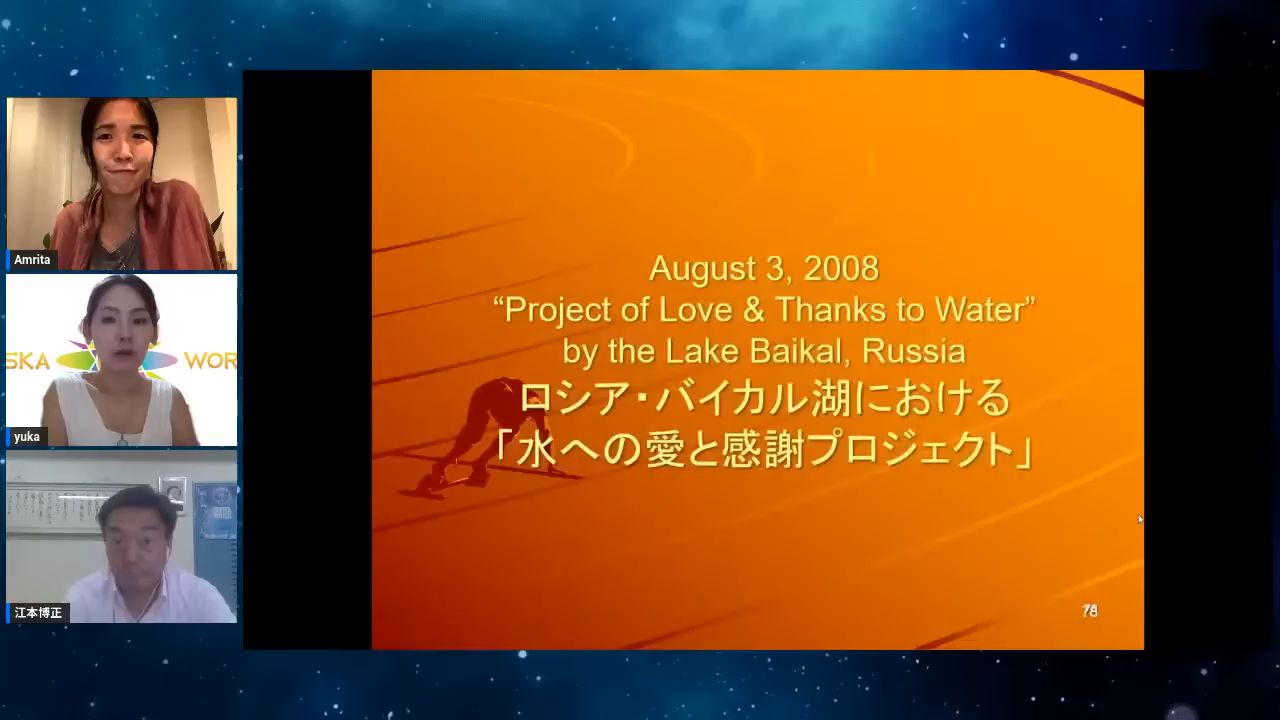 Amrita
SKA WOR
yuka
江本博正
August 3, 2008
“Project of Love & Thanks to Water”
by the Lake Baikal, Russia
ロシア・バイカル湖における
「水への愛と感謝プロジェクト」
78